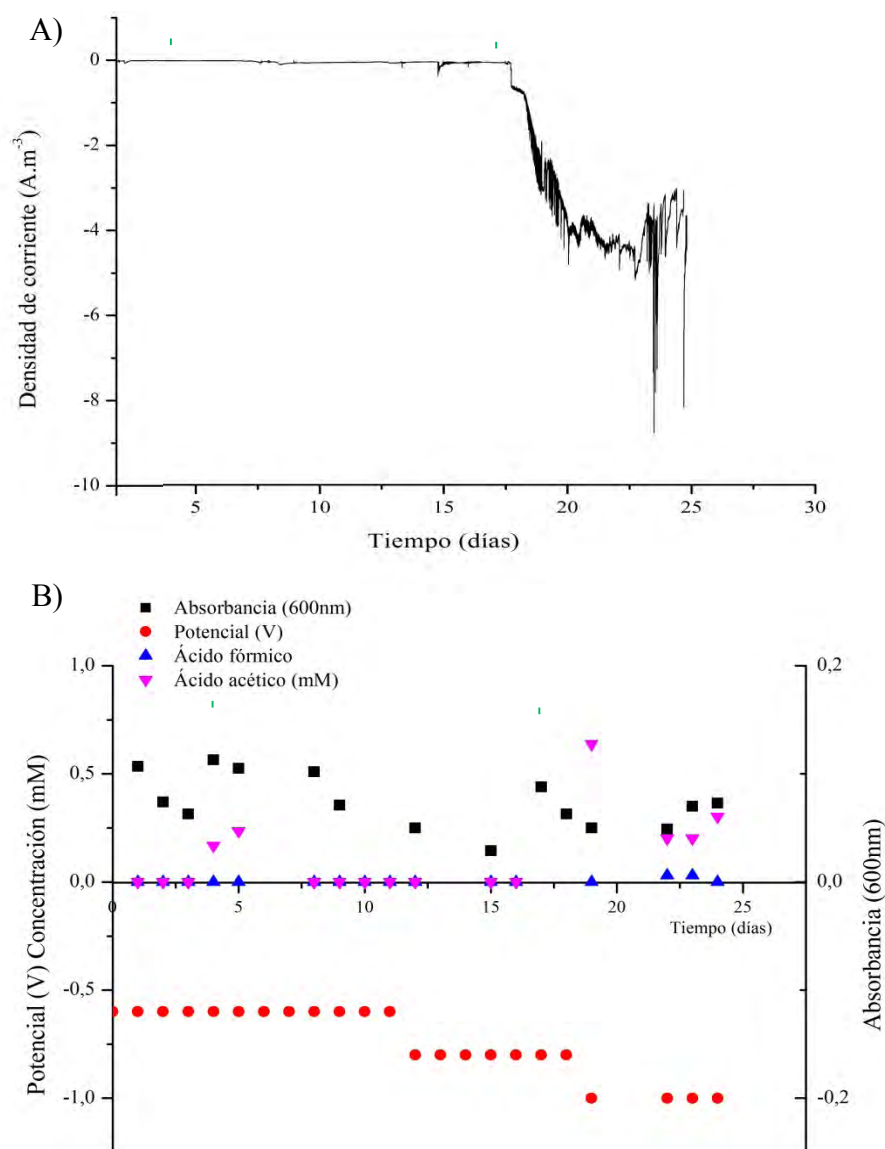 A)
0
-2
-4
-6
-8
-10
Densidad de corriente (A.m-3)
5
10
15
20
25
30
Tiempo (días)
B)
Absorbancia (600nm)
Potencial (V)
Ácido fórmico
Ácido acético (mM)
1,0
0,5
0,0
-0,5
-1,0
Potencial (V) Concentración (mM)
0
5
10
15
20
25
Tiempo (días)
0,2
0,0
-0,2
Absorbancia (600nm)